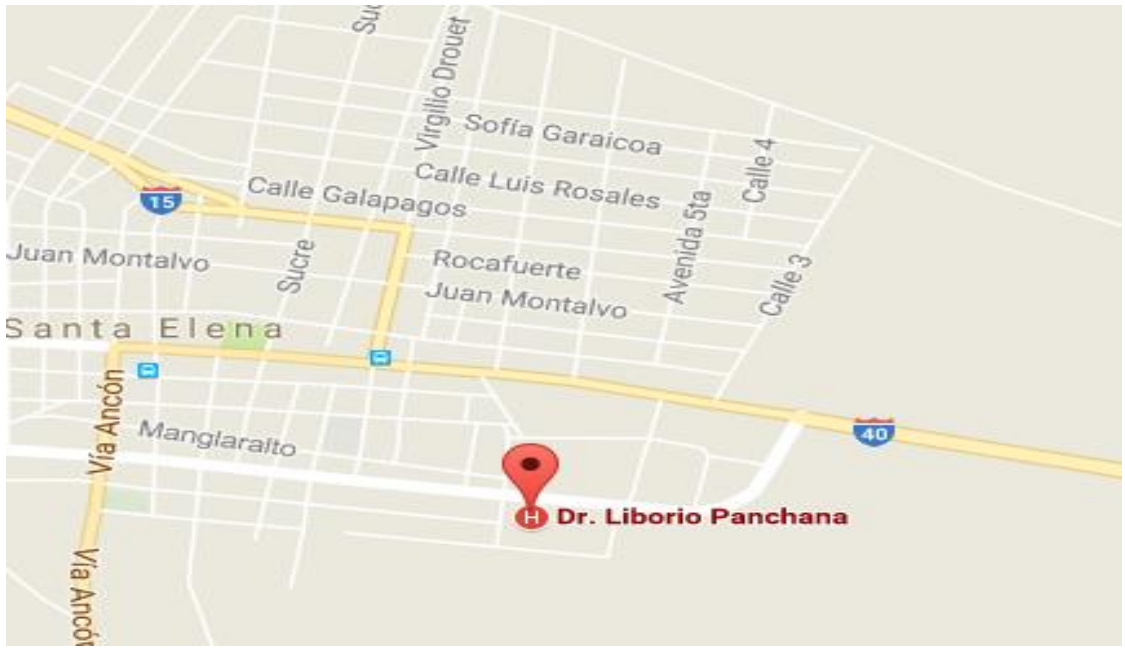 Suc
Virgilio Drouet
Sofía Garaicoa
Calle 4
Calle Luis Rosales
Calle Galapagos
15
Avenida 5ta
Juan Montalvo
Sucre
Rocafuerte
Calle 3
Juan Montalvo
Santa Elena
Vía Ancón
Manglaralto
40
H Dr. Liborio Panchana
Vía Ancón